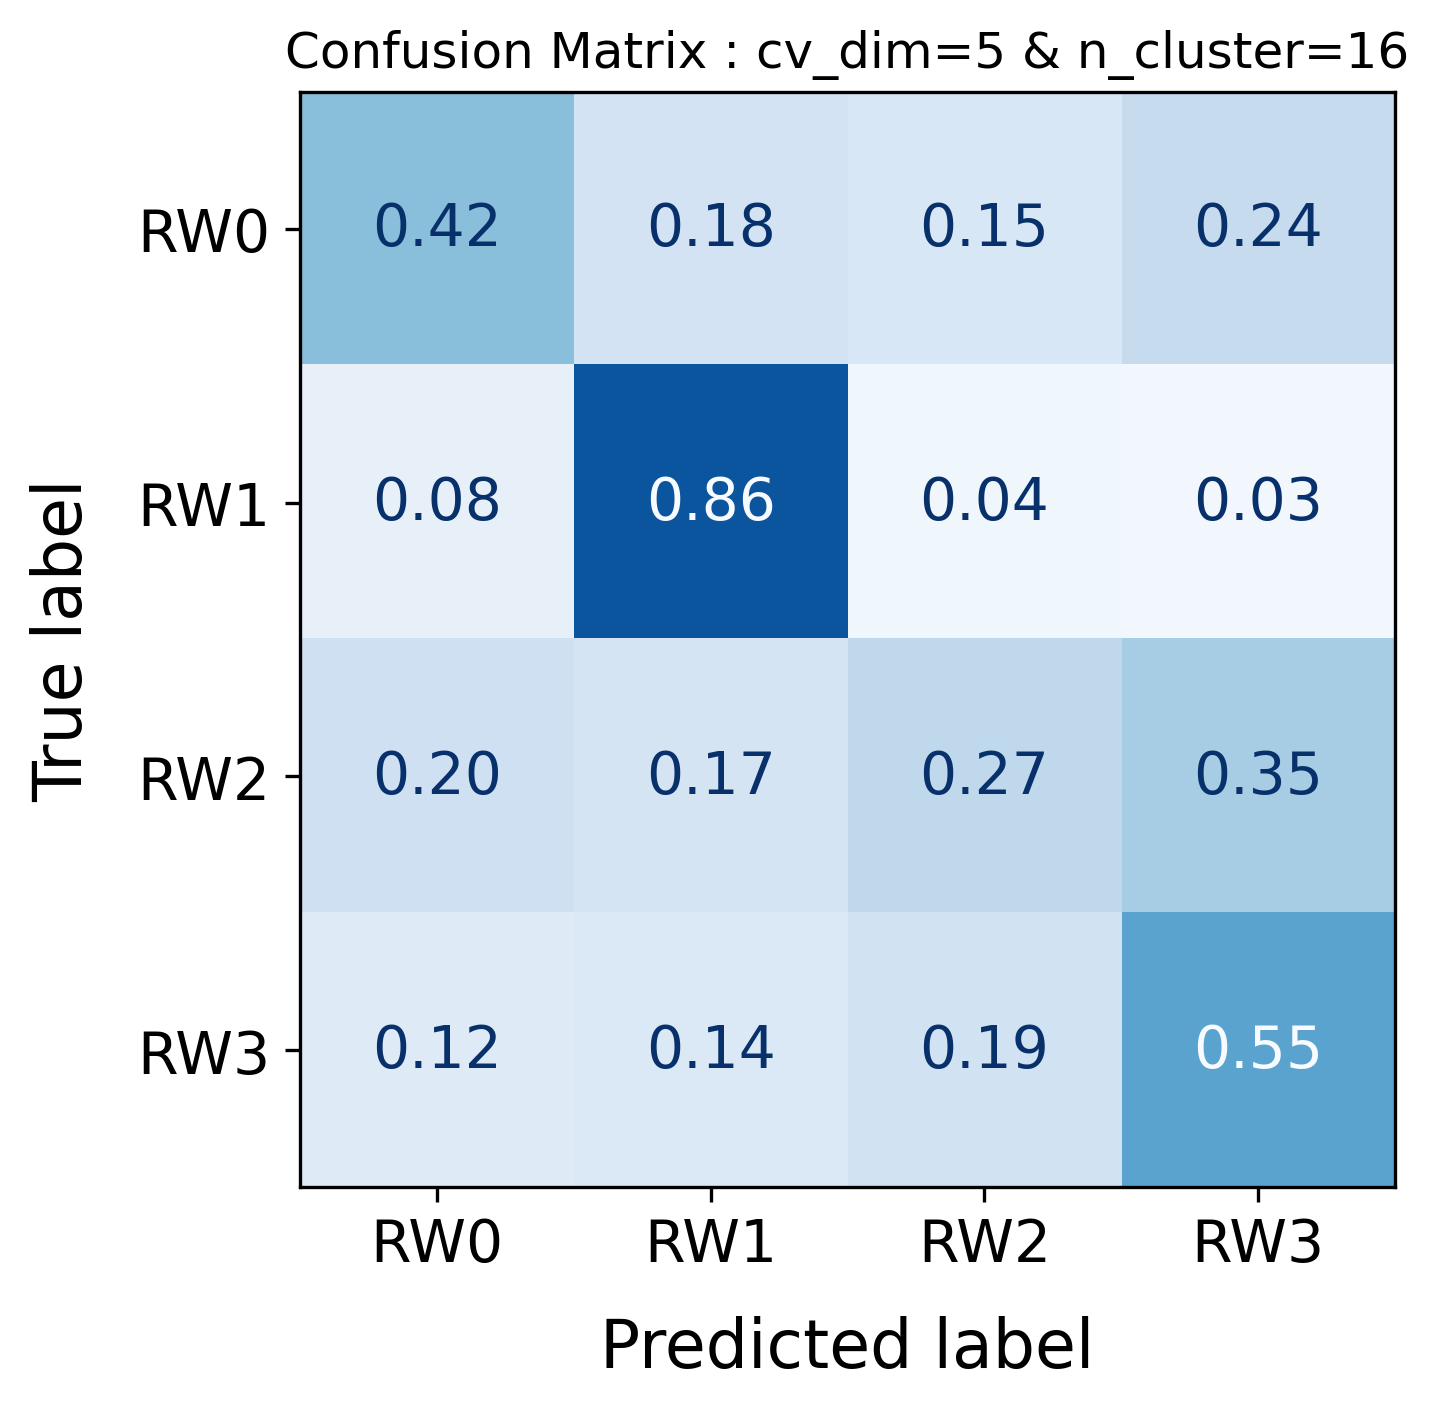 Confusion Matrix : cv_dim=5 & n_cluster=16
True label
RW0 0.42 0.18 0.15 0.24
RW1 0.08 0.86 0.04 0.03
RW2 0.20 0.17 0.27 0.35
RW3 0.12 0.14 0.19 0.55
RW0 RW1 RW2 RW3
Predicted label